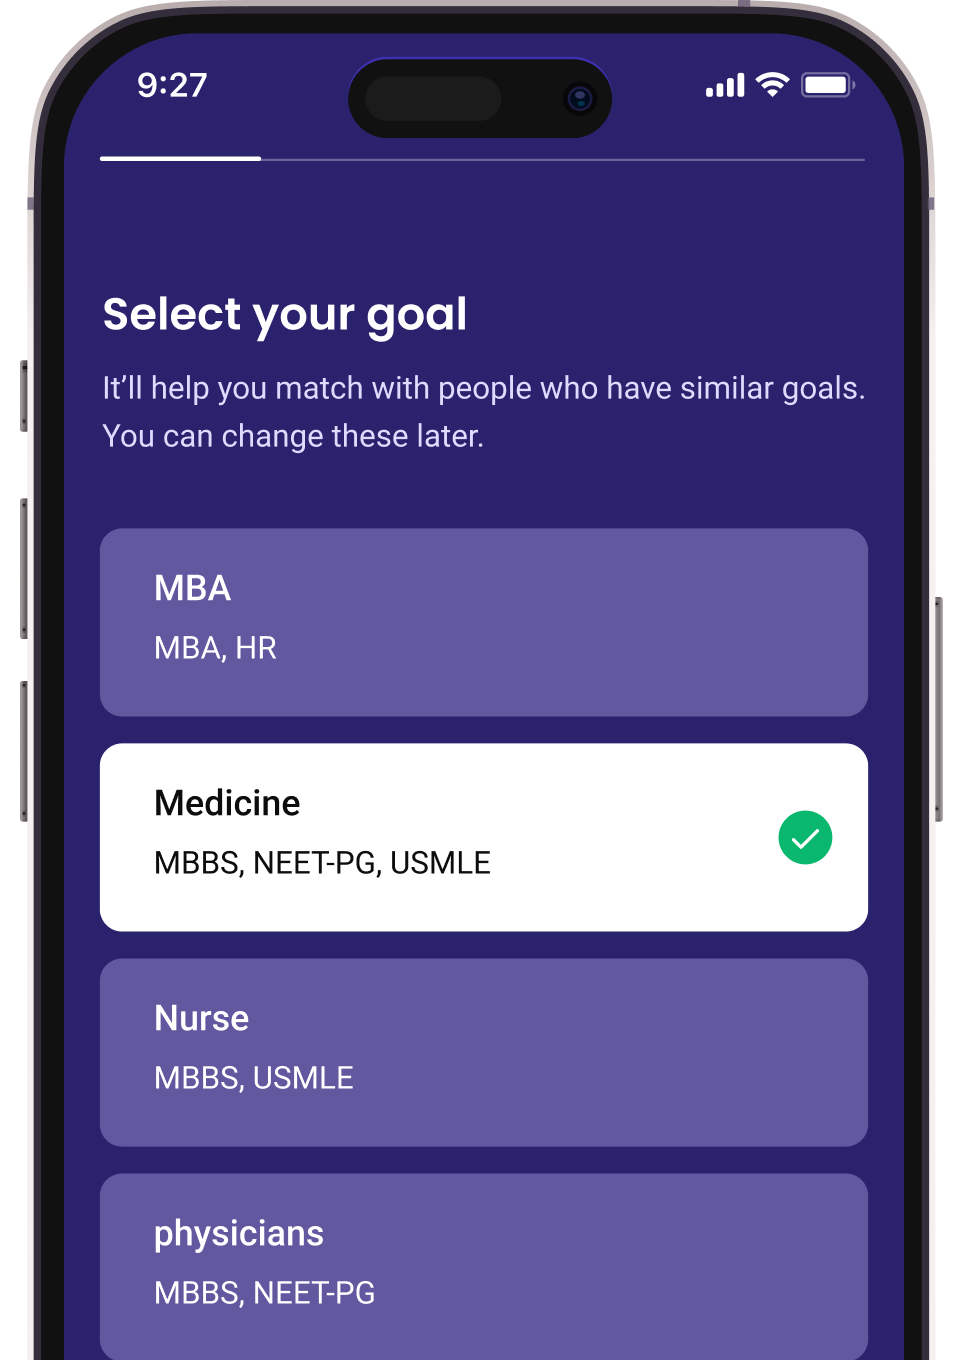 9:27
Select your goal
It’ll help you match with people who have similar goals.
You can change these later.
MBA
MBA, HR
Medicine
MBBS, NEET-PG, USMLE
Nurse
MBBS, USMLE
physicians
MBBS, NEET-PG